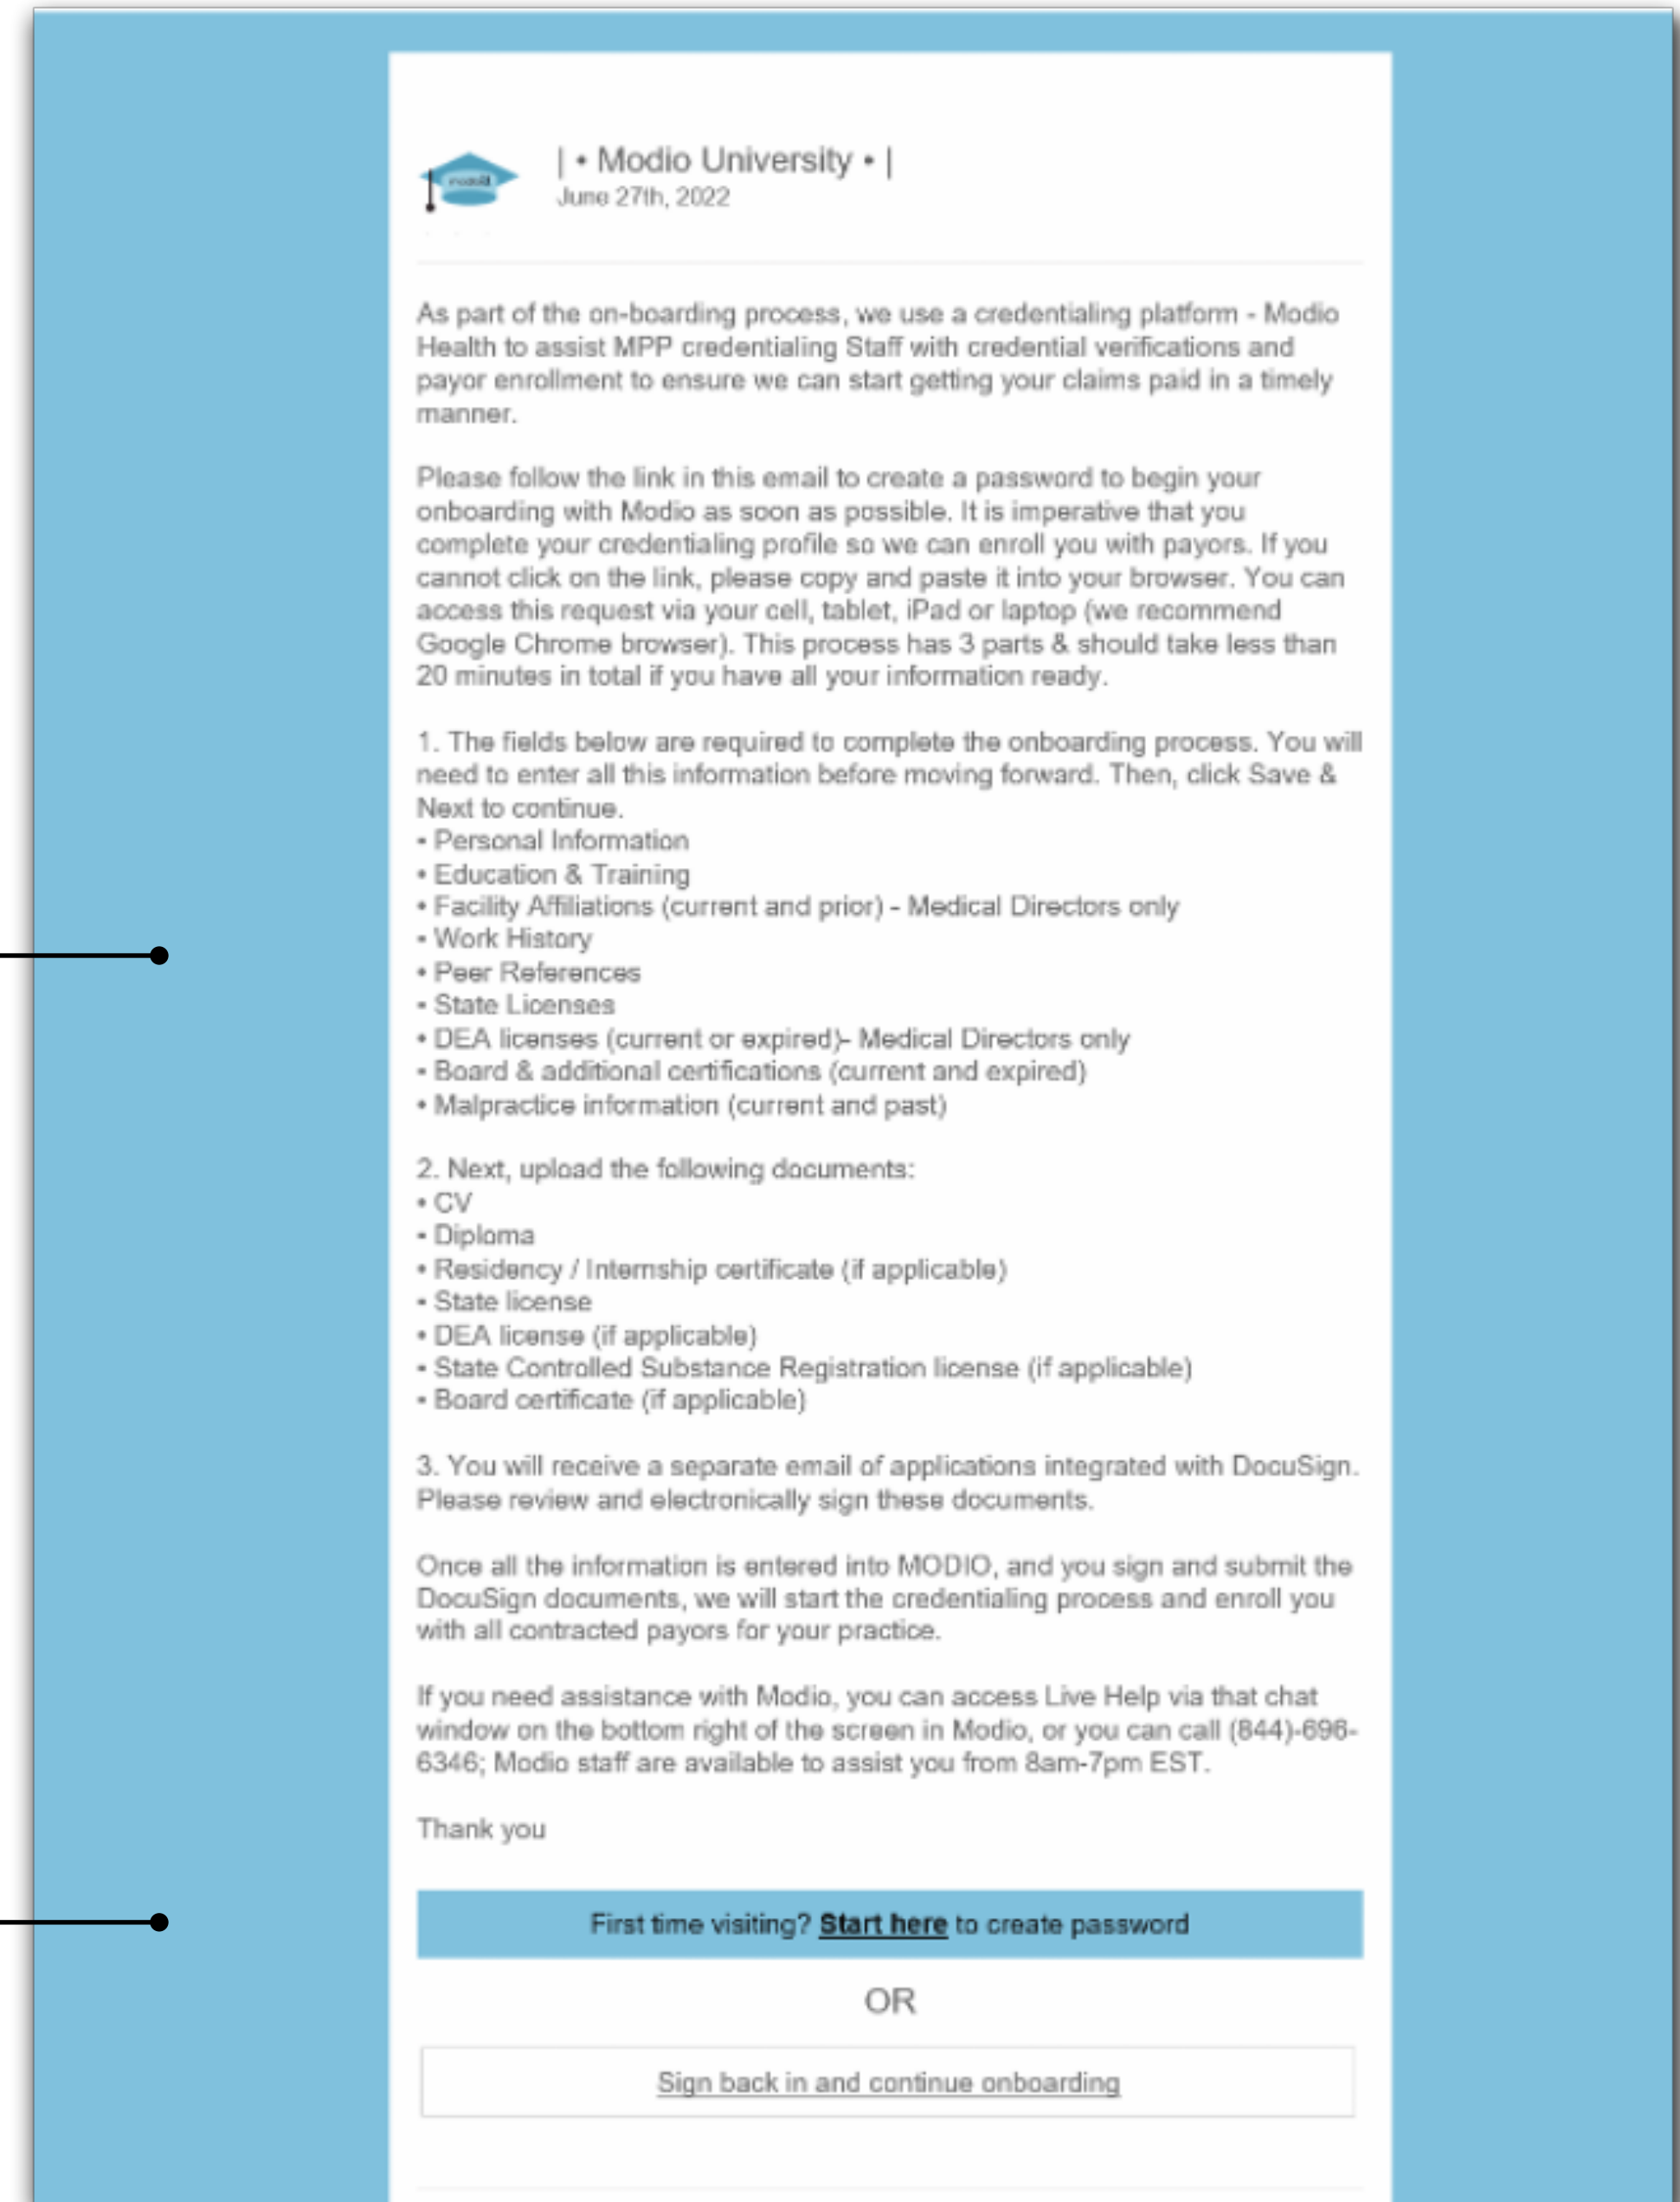 | • Modio University • |
June 27th, 2022
As part of the on-boarding process, we use a credentialing platform - Modio
Health to assist MPP credentialing Staff with credential verifications and
payor enrollment to ensure we can start getting your claims paid in a timely
manner.
Please follow the link in this email to create a password to begin your
onboarding with Modio as soon as possible. It is imperative that you
complete your credentialing profile so we can enroll you with payors. If you
cannot click on the link, please copy and paste it into your browser. You can
access this request via your cell, tablet, iPad or laptop (we recommend
Google Chrome browser). This process has 3 parts & should take less than
20 minutes in total if you have all your information ready.
1. The fields below are required to complete the onboarding process. You will
need to enter all this information before moving forward. Then, click Save &
Next to continue.
• Personal Information
• Education & Training
• Facility Affiliations (current and prior) - Medical Directors only
• Work History
• Peer References
• State Licenses
• DEA licenses (current or expired)- Medical Directors only
• Board & additional certifications (current and expired)
• Malpractice information (current and past)
2. Next, upload the following documents:
• CV
• Diploma
• Residency / Internship certificate (if applicable)
• State license
• DEA license (if applicable)
• State Controlled Substance Registration license (if applicable)
• Board certificate (if applicable)
3. You will receive a separate email of applications integrated with DocuSign.
Please review and electronically sign these documents.
Once all the information is entered into MODIO, and you sign and submit the
DocuSign documents, we will start the credentialing process and enroll you
with all contracted payors for your practice.
If you need assistance with Modio, you can access Live Help via that chat
window on the bottom right of the screen in Modio, or you can call (844)-696-
6346; Modio staff are available to assist you from 8am-7pm EST.
Thank you
First time visiting? Start here to create password
OR
Sign back in and continue onboarding